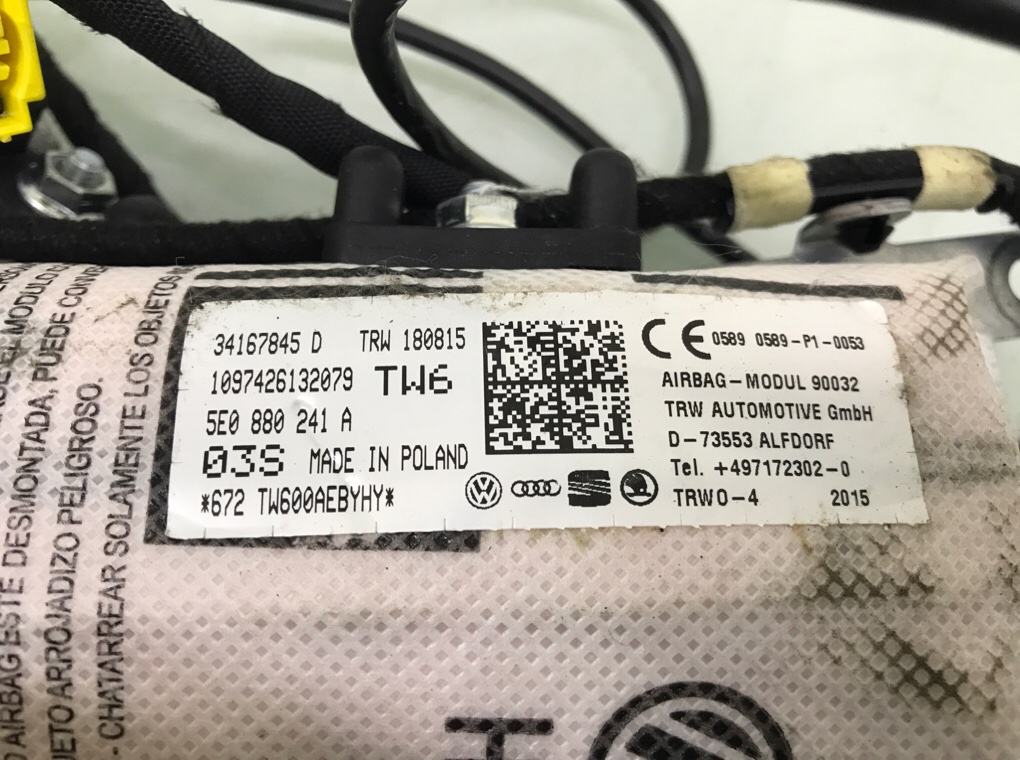 34167845 D TRW 180815
1097426132079 TW6
5E0 880 241 A
03S MADE IN POLAND
*672 TW600AEBYHY*
CE 0589 0589-P1-0053
AIRBAG-MODUL 90032
TRW AUTOMOTIVE GmbH
D-73553 ALFDORF
Tel. +497172302-0
TRWO-4 2015
AIRBAG ESTE DESMONTADA, PUEDE
ARROJADIZO PELIGROSO.
- CHATARREAR SOLAMENTE LOS OBJETOS
H